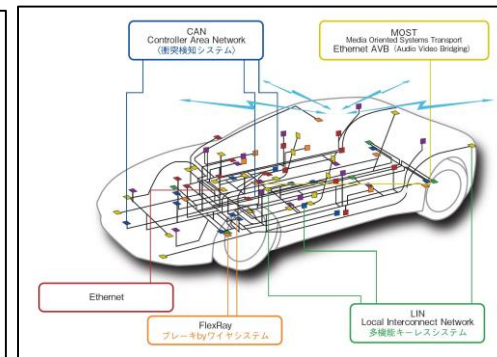 CAN
Controller Area Network
〈衝突検知システム〉
MOST
Media Oriented Systems Transport
Ethernet AVB (Audio Video Bridging)
Ethernet
FlexRay
ブレーキbyワイヤシステム
LIN
Local Interconnect Network
多機能キーレスシステム